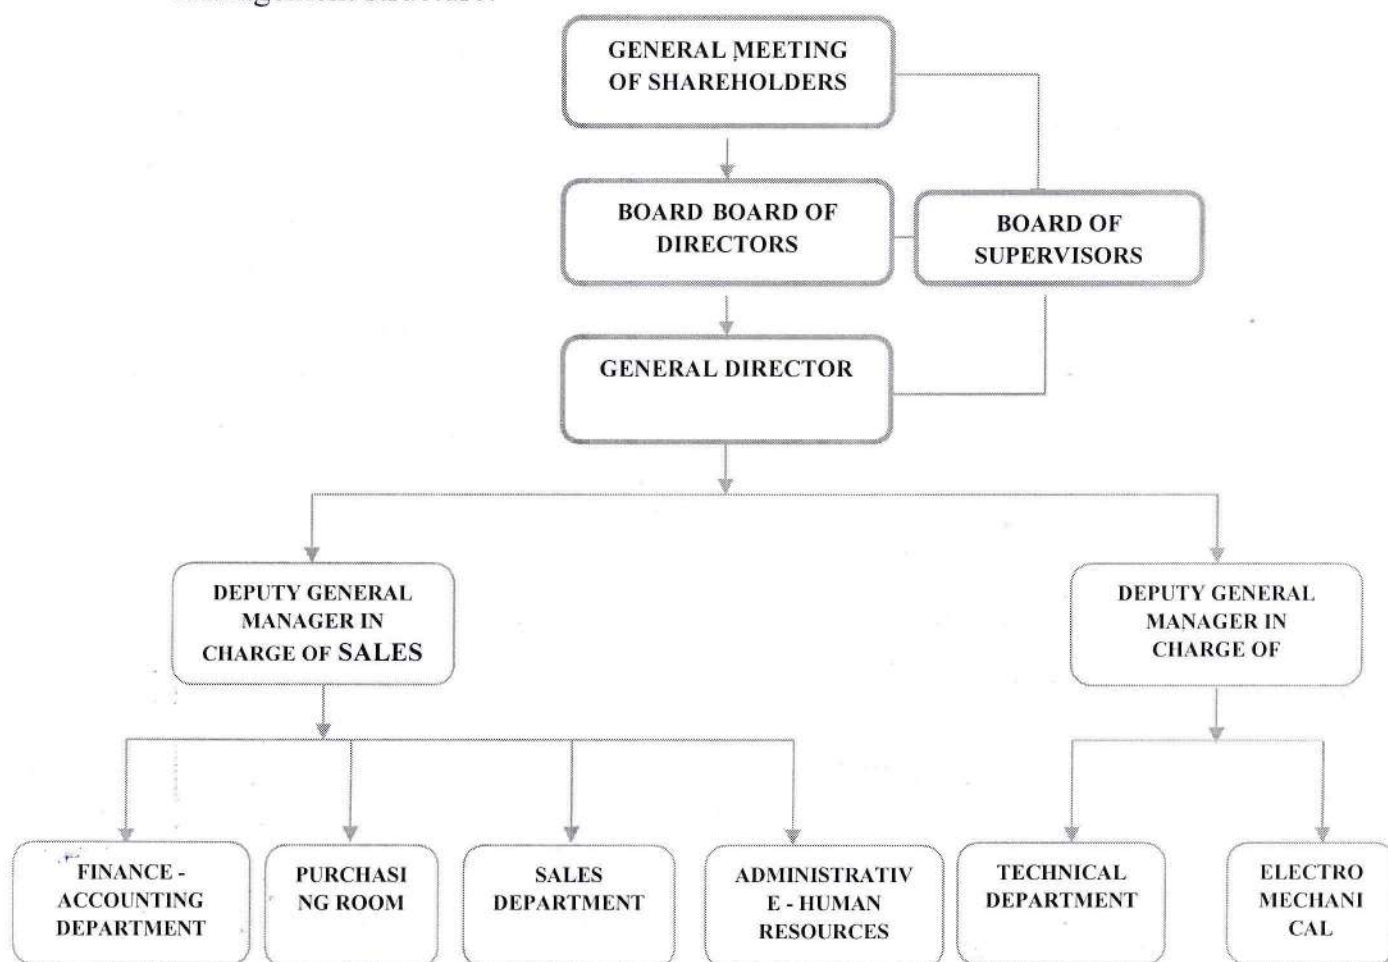 GENERAL MEETING
OF SHAREHOLDERS
BOARD BOARD OF
DIRECTORS
BOARD OF
SUPERVISORS
GENERAL DIRECTOR
DEPUTY GENERAL
MANAGER IN
CHARGE OF SALES
DEPUTY GENERAL
MANAGER IN
CHARGE OF
FINANCE -
ACCOUNTING
DEPARTMENT
PURCHASI
NG ROOM
SALES
DEPARTMENT
ADMINISTRATIV
E - HUMAN
RESOURCES
TECHNICAL
DEPARTMENT
ELECTRO
MECHANI
CAL